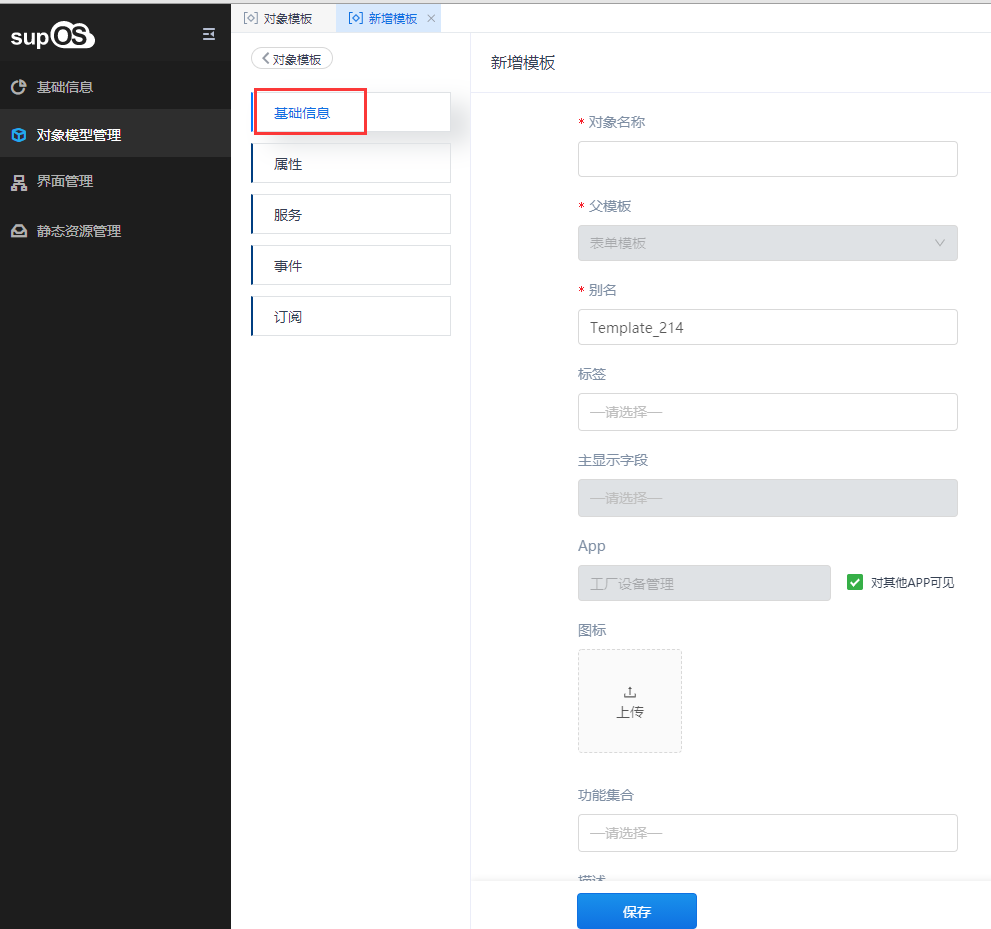 supOS
基础信息
对象模型管理
界面管理
静态资源管理
对象模板
新增模板
对象模板
基础信息
属性
服务
事件
订阅
新增模板
* 对象名称
* 父模板
表单模板
* 别名
Template_214
标签
—请选择—
主显示字段
—请选择—
App
工厂设备管理
对其他APP可见
图标
上传
功能集合
—请选择—
描述
保存